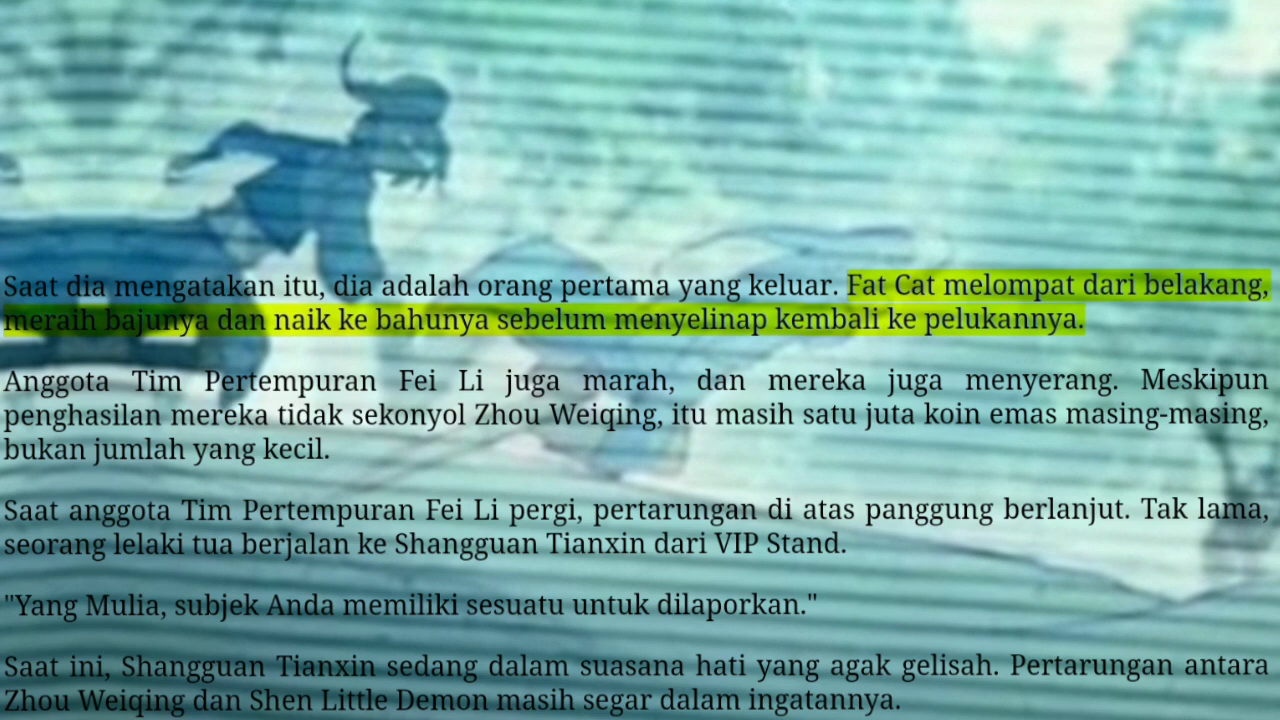 Saat dia mengatakan itu, dia adalah orang pertama yang keluar. Fat Cat melompat dari belakang,
meraih bajunya dan naik ke bahunya sebelum menyelinap kembali ke pelukannya.
Anggota Tim Pertempuran Fei Li juga marah, dan mereka juga menyerang. Meskipun
penghasilan mereka tidak sekonyol Zhou Weiqing, itu masih satu juta koin emas masing-masing,
bukan jumlah yang kecil.
Saat anggota Tim Pertempuran Fei Li pergi, pertarungan di atas panggung berlanjut. Tak lama,
seorang lelaki tua berjalan ke Shangguan Tianxin dari VIP Stand.
"Yang Mulia, subjek Anda memiliki sesuatu untuk dilaporkan."
Saat ini, Shangguan Tianxin sedang dalam suasana hati yang agak gelisah. Pertarungan antara
Zhou Weiqing dan Shen Little Demon masih segar dalam ingatannya.